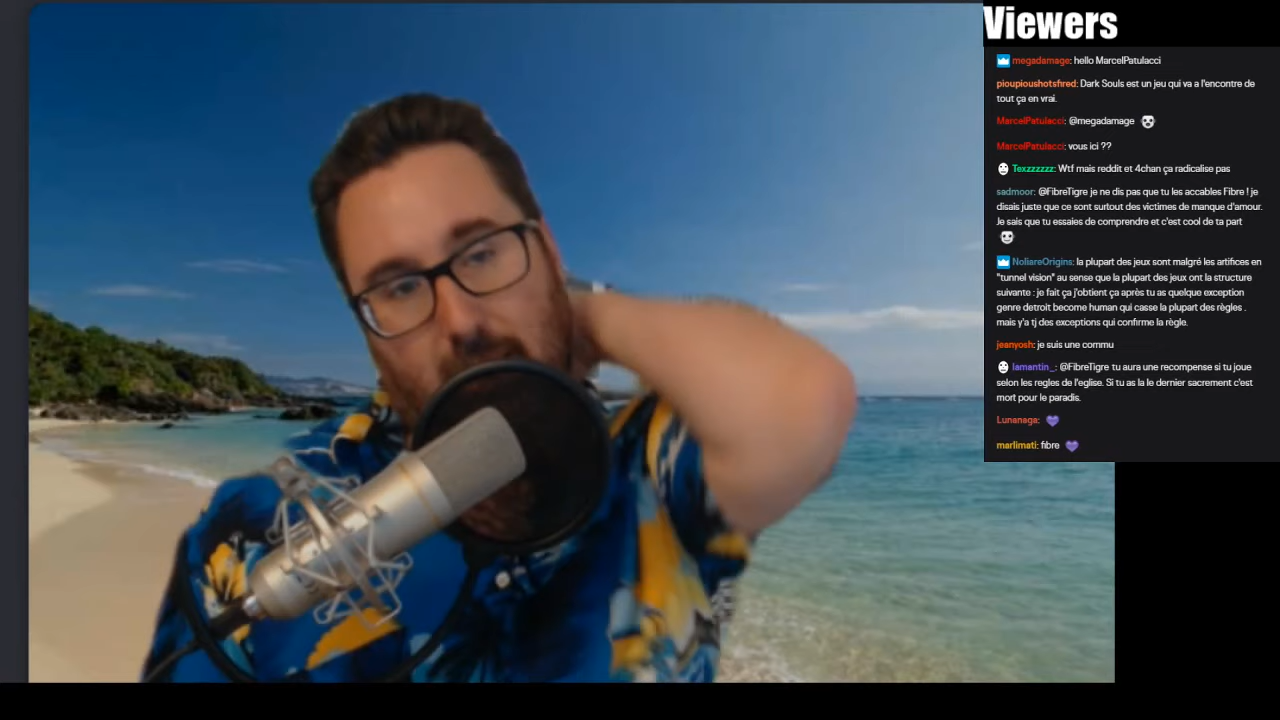 Viewers
megadamage: hello MarcelPatulacci
pioupioushotsfired: Dark Souls est un jeu qui va a l'encontre de
tout ça en vrai.
MarcelPatulacci: @megadamage
MarcelPatulacci: vous ici ??
Texzzzzzz: Wtf mais reddit et 4chan ça radicalise pas
sadmoor: @FibreTigre je ne dis pas que tu les accables Fibre ! je
disais juste que ce sont surtout des victimes de manque d'amour.
Je sais que tu essaies de comprendre et c'est cool de ta part
NoliareOrigins: la plupart des jeux sont malgré les artifices en
"tunnel vision" au sense que la plupart des jeux ont la structure
suivante : je fait ça j'obtient ça après tu as quelque exception
genre detroit become human qui casse la plupart des règles .
mais y'a tj des exceptions qui confirme la règle.
jeanyosh: je suis une commu
lamantin_: @FibreTigre tu aura une recompense si tu joue
selon les regles de l'eglise. Si tu as la le dernier sacrement c'est
mort pour le paradis.
Lunanaga:
marlimati: fibre